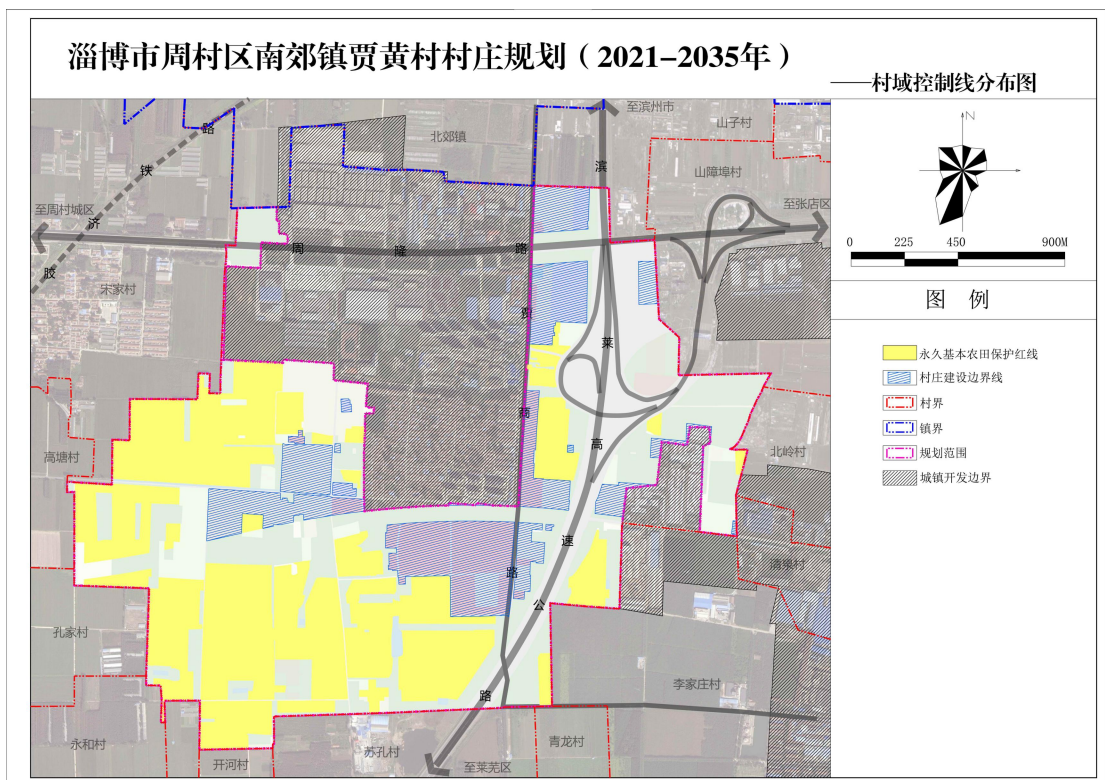 淄博市周村区南郊镇贾黄村村庄规划（2021-2035年）
——村域控制线分布图
至滨州市
山子村
北郊镇
路
铁
济
胶
滨
山障埠村
至周村城区
至张店区
周
隆
路
宋家村
莱
商
高
高塘村
北岭村
速
路
公
清泉村
孔家村
李家庄村
路
永和村
开河村
苏孔村
至莱芜区
青龙村
N
0 225 450 900M
图 例
永久基本农田保护红线
村庄建设边界线
村界
镇界
规划范围
城镇开发边界